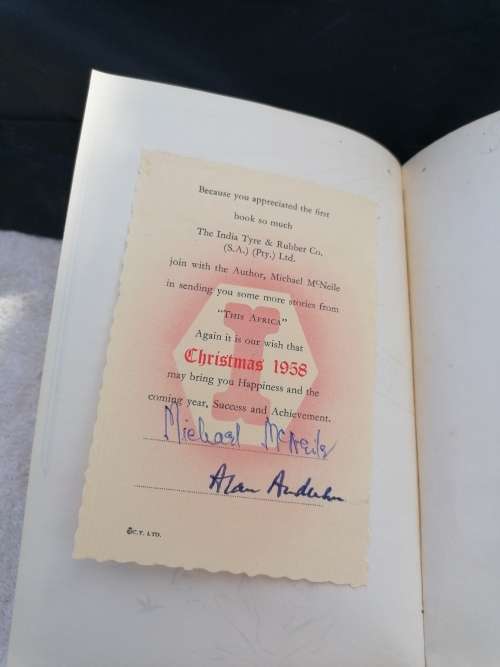 Because you appreciated the first
book so much
The India Tyre & Rubber Co.
(S.A.) (Pty.) Ltd.
join with the Author, Michael McNeile
in sending you some more stories from
"THIS AFRICA"
Again it is our wish that
Christmas 1958
may bring you Happiness and the
coming year, Success and Achievement.
Michael McNeile
Alan
©C.T. LTD.